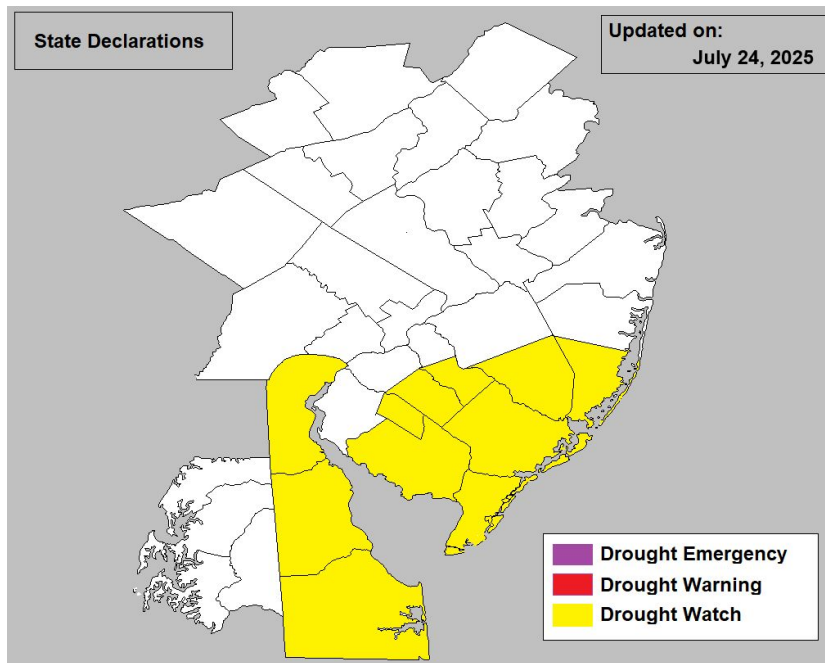 State Declarations
Updated on:
July 24, 2025
Drought Emergency
Drought Warning
Drought Watch